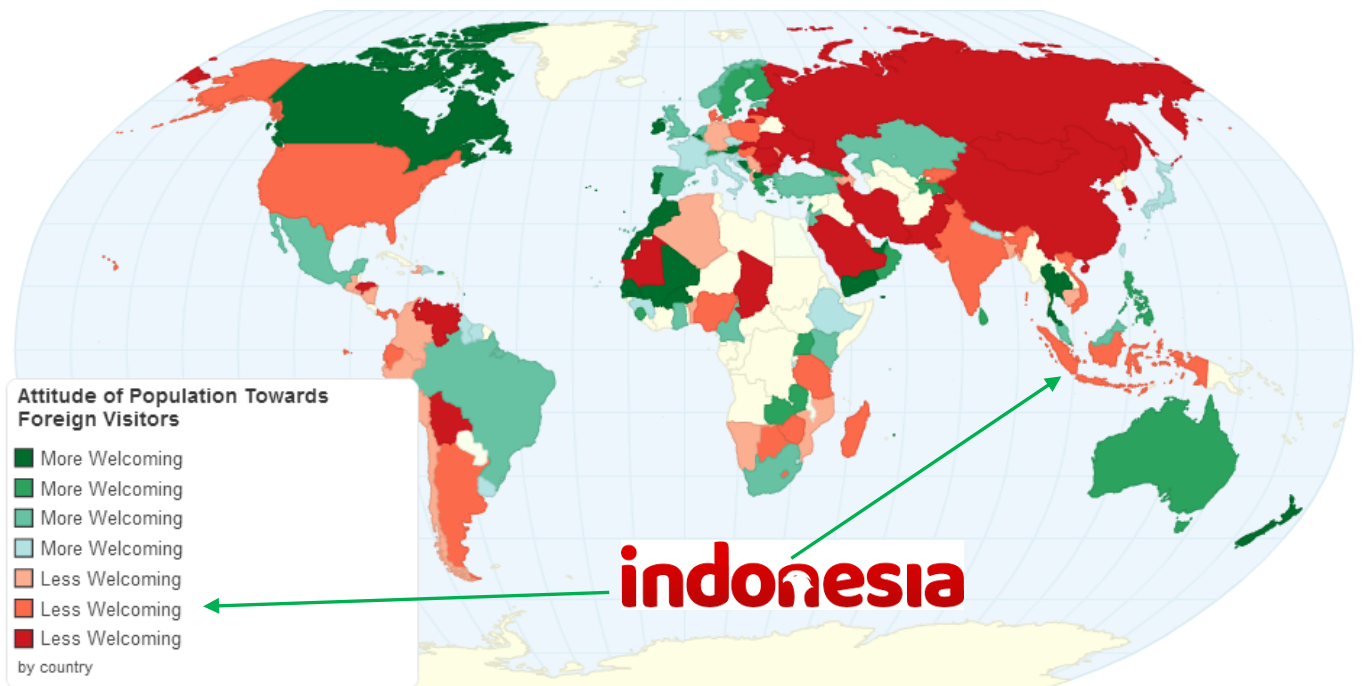 Attitude of Population Towards
Foreign Visitors
More Welcoming
More Welcoming
More Welcoming
More Welcoming
Less Welcoming
Less Welcoming
Less Welcoming
by country
indonesia